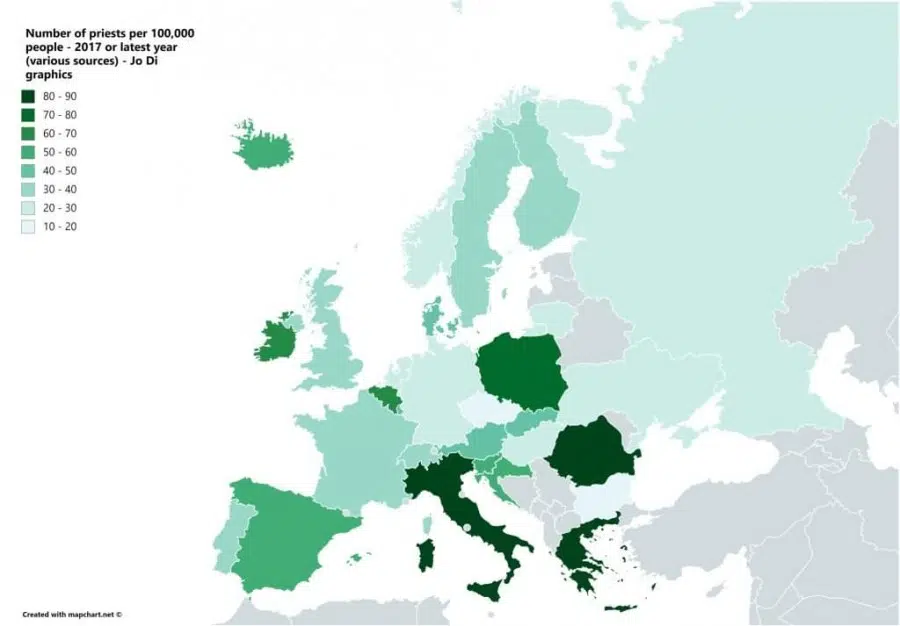 Number of priests per 100,000
people - 2017 or latest year
(various sources) - Jo Di
graphics
80 - 90
70 - 80
60 - 70
50 - 60
40 - 50
30 - 40
20 - 30
10 - 20
Created with mapchart.net ©